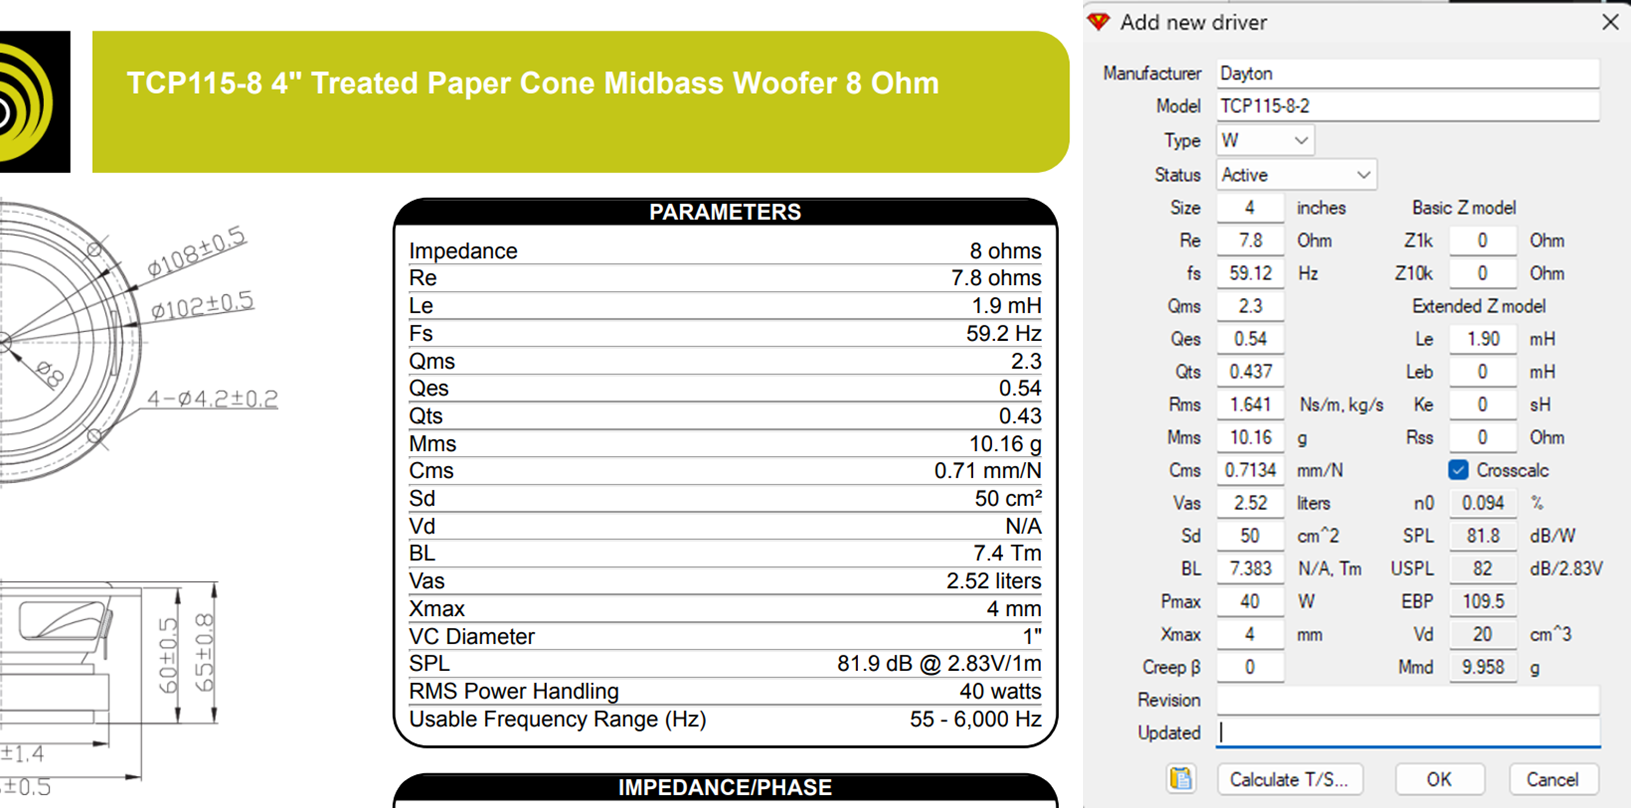 TCP115-8 4" Treated Paper Cone Midbass Woofer 8 Ohm
ø108±0.5
ø102±0.5
ø8
4-ø4.2±0.2
60±0.5
65±0.8
±1.4
±0.5
PARAMETERS
Impedance 8 ohms
Re 7.8 ohms
Le 1.9 mH
Fs 59.2 Hz
Qms 2.3
Qes 0.54
Qts 0.43
Mms 10.16 g
Cms 0.71 mm/N
Sd 50 cm²
Vd N/A
BL 7.4 Tm
Vas 2.52 liters
Xmax 4 mm
VC Diameter 1"
SPL 81.9 dB @ 2.83V/1m
RMS Power Handling 40 watts
Usable Frequency Range (Hz) 55 - 6,000 Hz
IMPEDANCE/PHASE
Add new driver
Manufacturer Dayton
Model TCP115-8-2
Type W
Status Active
Size 4 inches Basic Z model
Re 7.8 Ohm Z1k 0 Ohm
fs 59.12 Hz Z10k 0 Ohm
Qms 2.3 Extended Z model
Qes 0.54 Le 1.90 mH
Qts 0.437 Leb 0 mH
Rms 1.641 Ns/m, kg/s Ke 0 sH
Mms 10.16 g Rss 0 Ohm
Cms 0.7134 mm/N Crosscalc
Vas 2.52 liters n0 0.094 %
Sd 50 cm^2 SPL 81.8 dB/W
BL 7.383 N/A, Tm USPL 82 dB/2.83V
Pmax 40 W EBP 109.5
Xmax 4 mm Vd 20 cm^3
Creep β 0 Mmd 9.958 g
Revision
Updated
Calculate T/S... OK Cancel